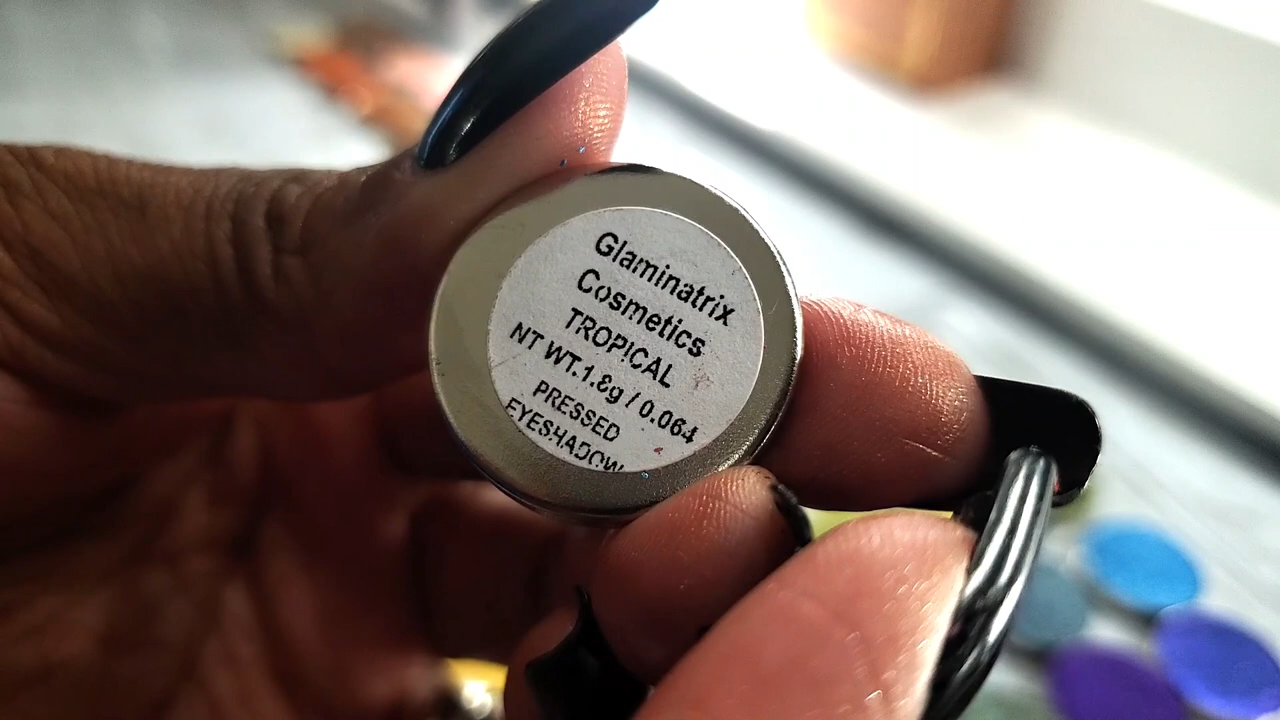 Glaminatrix
Cosmetics
TROPICAL
NT WT.1.8g / 0.064
PRESSED
EYESHADOW